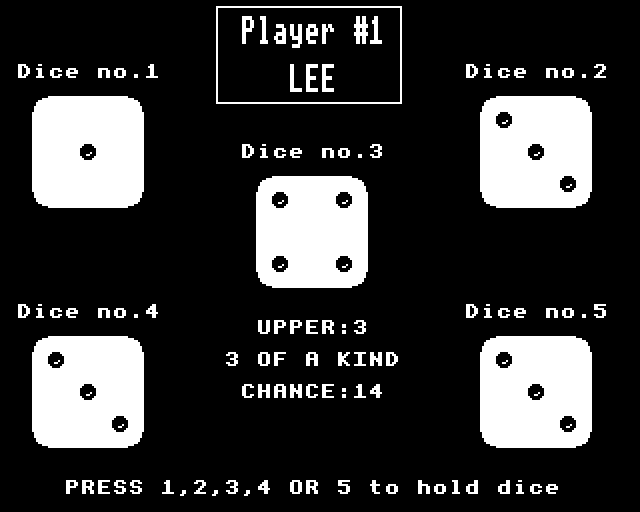 Player #1
LEE
Dice no.1
Dice no.2
Dice no.3
Dice no.4
Dice no.5
UPPER:3
3 OF A KIND
CHANCE:14
PRESS 1,2,3,4 OR 5 to hold dice